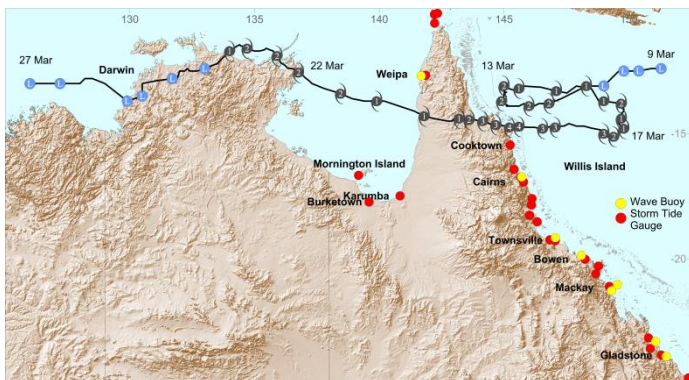 130
135
140
145
27 Mar
Darwin
22 Mar
13 Mar
9 Mar
Weipa
17 Mar
-15
Cooktown
Mornington Island
Willis Island
Cairns
Karumba
Burketown
Wave Buoy
Storm Tide
Gauge
Townsville
Bowen
-20
Mackay
Gladstone